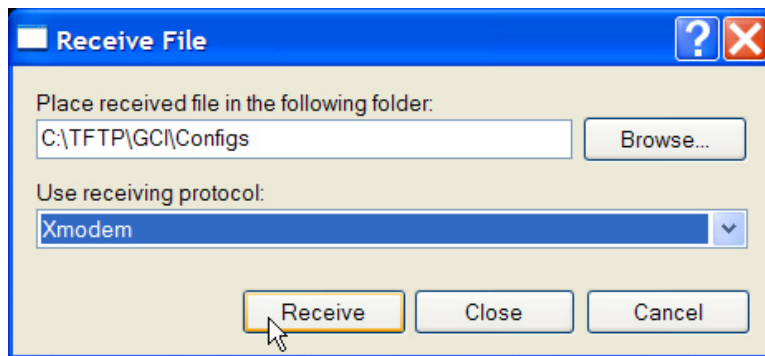 Receive File
Place received file in the following folder:
C:\TFTP\GCI\Configs
Browse...
Use receiving protocol:
Xmodem
Receive Close Cancel